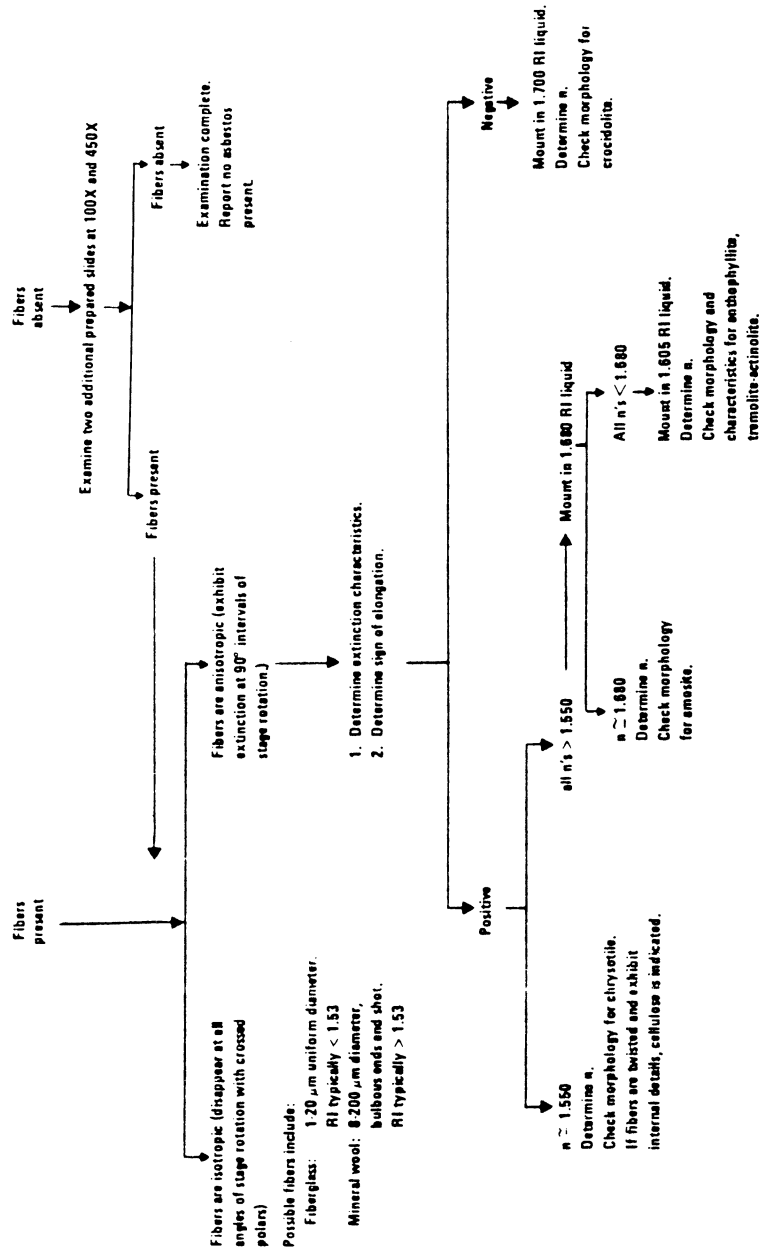 Fibers
present
Fibers
absent
Examine two additional prepared slides at 100X and 450X
Fibers present
Fibers absent
Examination complete.
Report no asbestos
present.
Fibers are isotropic (disappear at all
angles of stage rotation with crossed
polars)
Possible fibers include:
Fiberglass: 1-20 μm uniform diameter.
RI typically < 1.53
Mineral wool: 8-200 μm diameter,
bulbous ends and shot.
RI typically > 1.53
Fibers are anisotropic (exhibit
extinction at 90° intervals of
stage rotation.)
1. Determine extinction characteristics.
2. Determine sign of elongation.
Positive
Negative
Mount in 1.700 RI liquid.
Determine n.
Check morphology for
crocidolite.
n ≃ 1.550
Determine n.
Check morphology for chrysotile.
If fibers are twisted and exhibit
internal details, cellulose is indicated.
all n's > 1.550
Mount in 1.680 RI liquid
n ≃ 1.680
Determine n.
Check morphology
for amosite.
All n's < 1.680
Mount in 1.605 RI liquid.
Determine n.
Check morphology and
characteristics for anthophyllite,
tremolite-actinolite.